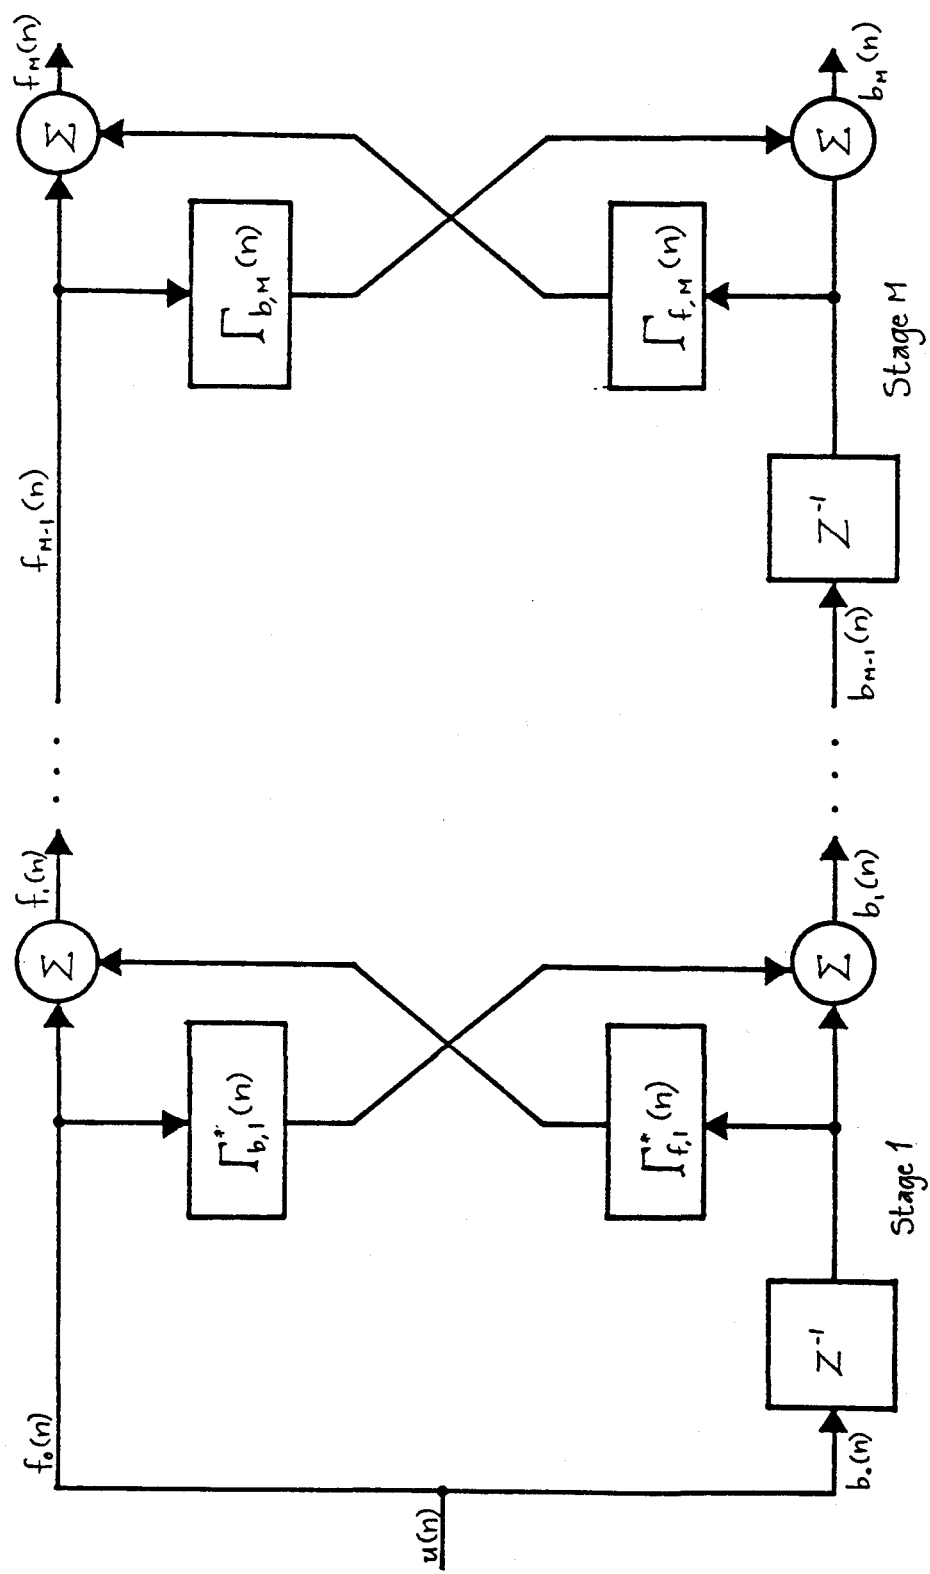 u(n)
f₀(n)
b₀(n)
Z⁻¹
Γ*b,1(n)
Γ*f,1(n)
Σ
Σ
f₁(n)
b₁(n)
Stage 1
. . .
. . .
fM-1(n)
bM-1(n)
Z⁻¹
Γb,M(n)
Γf,M(n)
Σ
Σ
fM(n)
bM(n)
Stage M